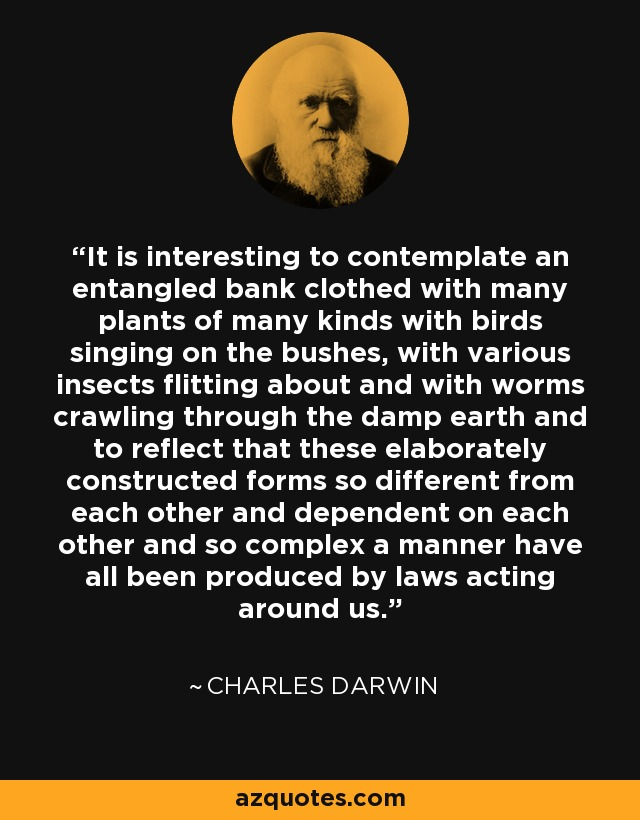 “It is interesting to contemplate an
entangled bank clothed with many
plants of many kinds with birds
singing on the bushes, with various
insects flitting about and with worms
crawling through the damp earth and
to reflect that these elaborately
constructed forms so different from
each other and dependent on each
other and so complex a manner have
all been produced by laws acting
around us.”
~ CHARLES DARWIN
azquotes.com